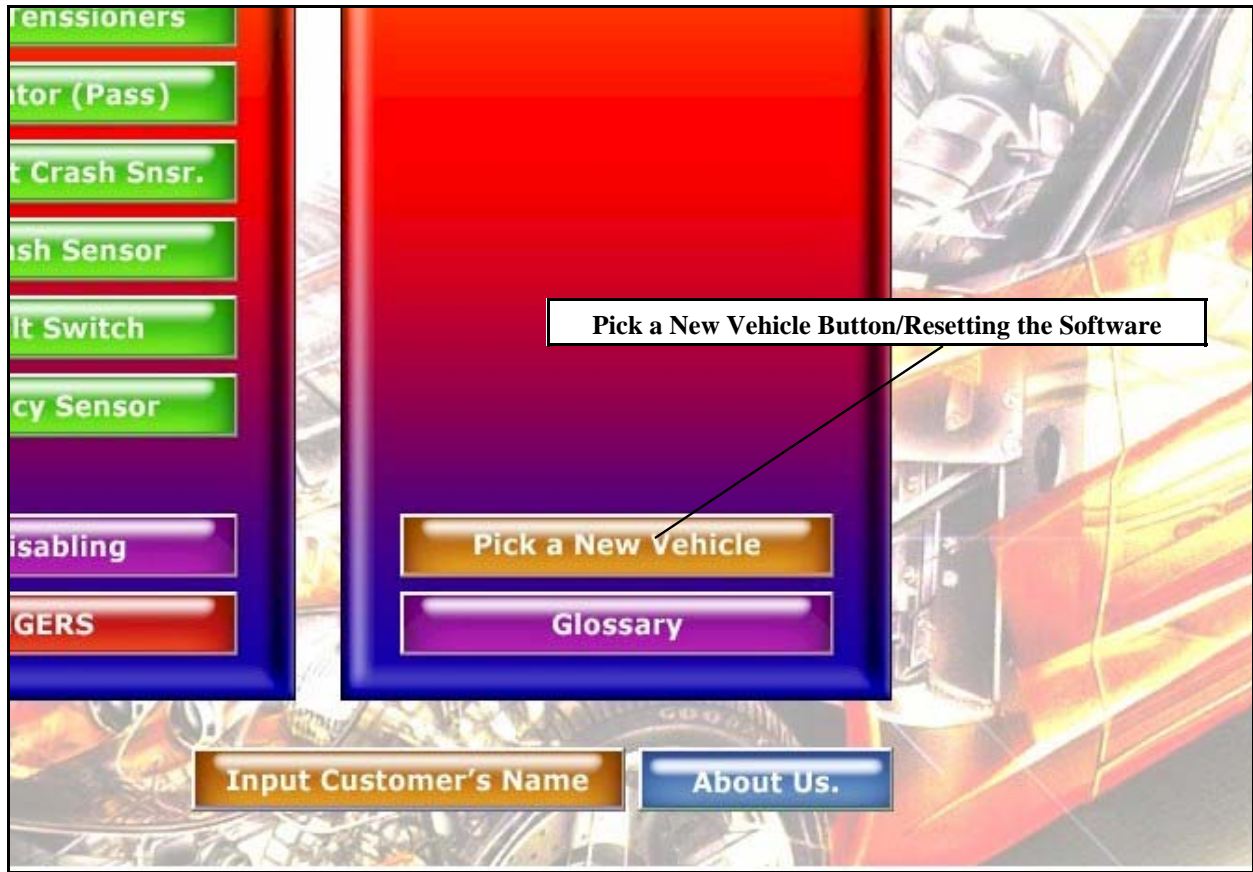 Tenssioners
tor (Pass)
t Crash Snsr.
sh Sensor
lt Switch
cy Sensor
isabling
GERS
Pick a New Vehicle Button/Resetting the Software
Pick a New Vehicle
Glossary
Input Customer's Name
About Us.